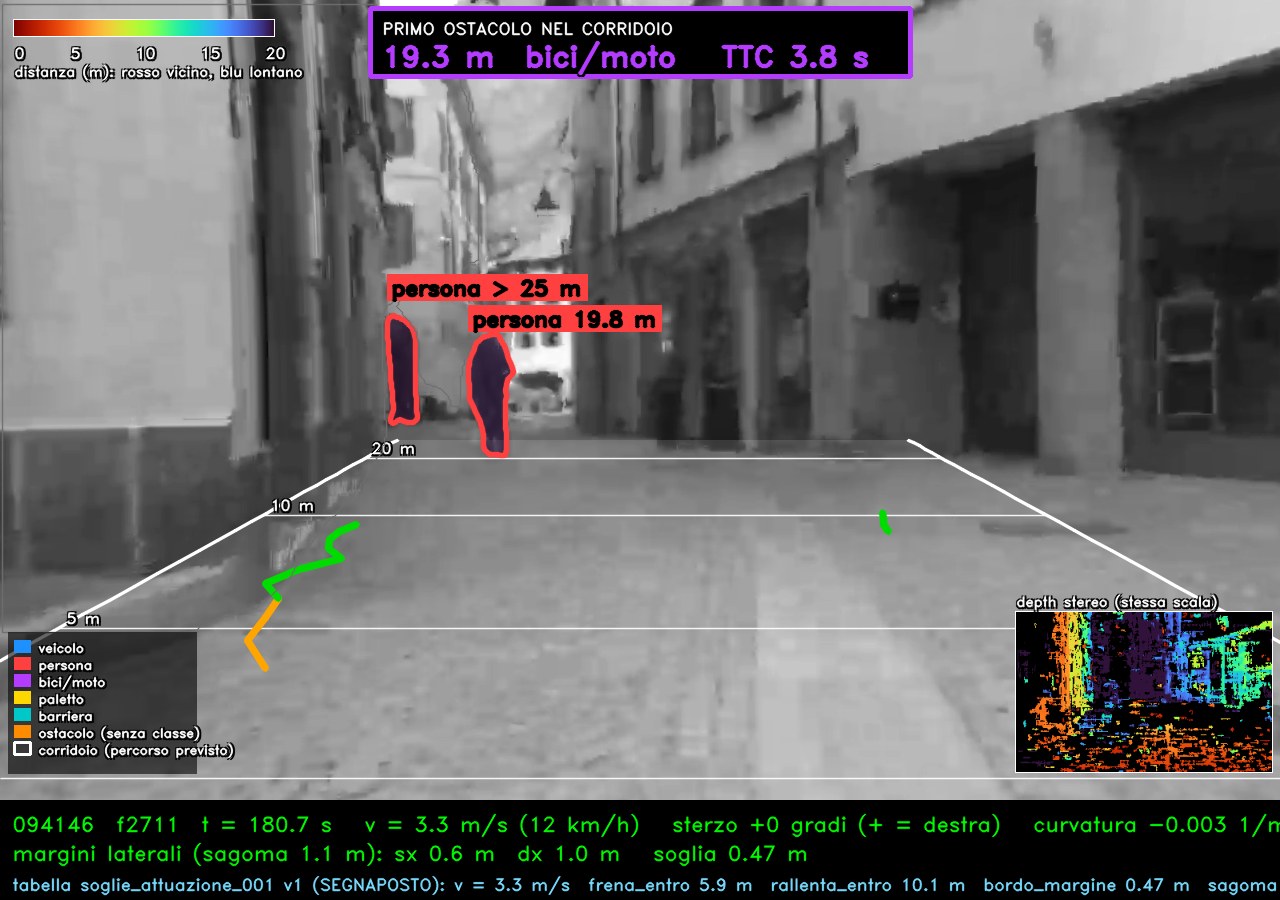 PRIMO OSTACOLO NEL CORRIDOIO
19.3 m bici/moto TTC 3.8 s
0 5 10 15 20
distanza (m): rosso vicino, blu lontano
persona > 25 m
persona 19.8 m
20 m
10 m
5 m
depth stereo (stessa scala)
veicolo
persona
bici/moto
paletto
barriera
ostacolo (senza classe)
corridoio (percorso previsto)
094146 f2711 t = 180.7 s v = 3.3 m/s (12 km/h) sterzo +0 gradi (+ = destra) curvatura −0.003 1/m
margini laterali (sagoma 1.1 m): sx 0.6 m dx 1.0 m soglia 0.47 m
tabella soglie_attuazione_001 v1 (SEGNAPOSTO): v = 3.3 m/s frena_entro 5.9 m rallenta_entro 10.1 m bordo_margine 0.47 m sagoma